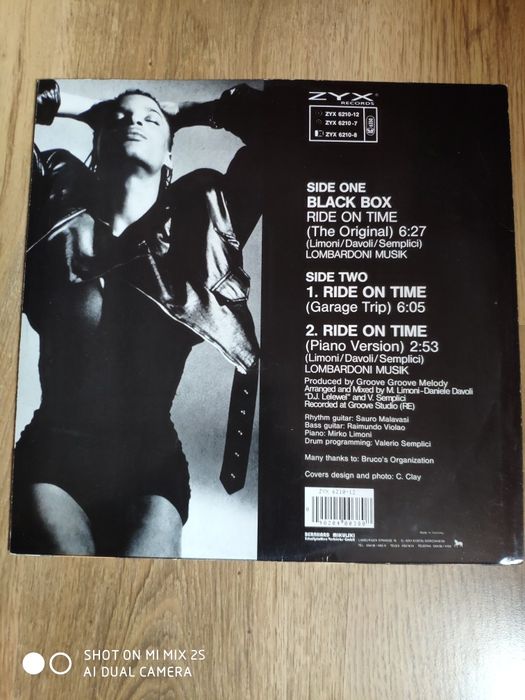 ZYX
RECORDS
ZYX 6210-12
ZYX 6210-7
ZYX 6210-8
SIDE ONE
BLACK BOX
RIDE ON TIME
(The Original) 6:27
(Limoni/Davoli/Semplici)
LOMBARDONI MUSIK
SIDE TWO
1. RIDE ON TIME
(Garage Trip) 6:05
2. RIDE ON TIME
(Piano Version) 2:53
(Limoni/Davoli/Semplici)
LOMBARDONI MUSIK
Produced by Groove Groove Melody
Arranged and Mixed by M. Limoni-Daniele Davoli
"D.J. Lelewel" and V. Semplici
Recorded at Groove Studio (RE)
Rhythm guitar: Sauro Malavasi
Bass guitar: Raimundo Violao
Piano: Mirko Limoni
Drum programming: Valerio Semplici
Many thanks to: Bruco's Organization
Covers design and photo: C. Clay
ZYX 6210-12
BERNHARD MIKULSKI
SHOT ON MI MIX 2S
AI DUAL CAMERA